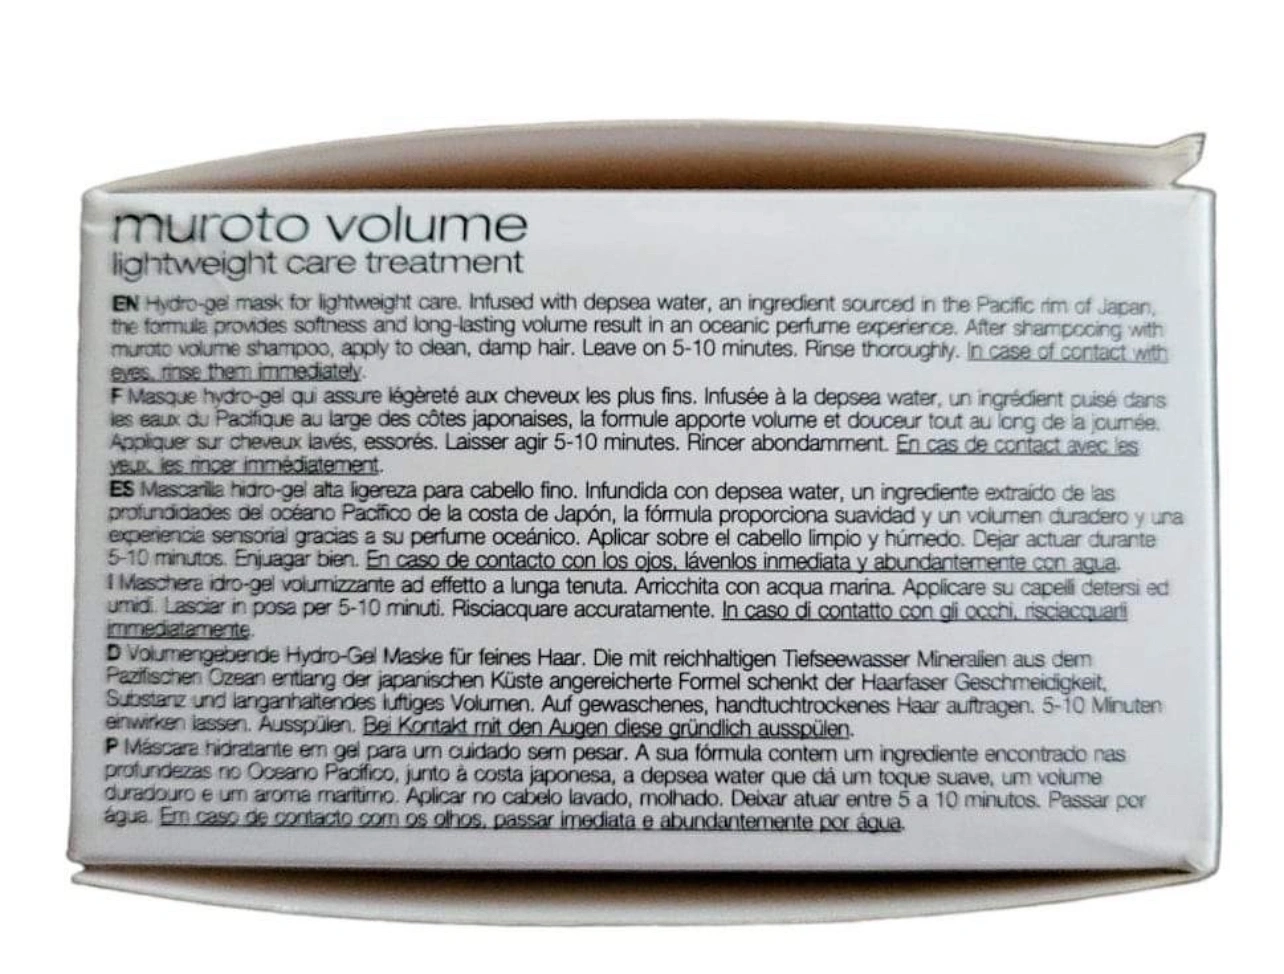 muroto volume
lightweight care treatment
EN Hydro-gel mask for lightweight care. Infused with depsea water, an ingredient sourced in the Pacific rim of Japan,
the formula provides softness and long-lasting volume result in an oceanic perfume experience. After shampooing with
muroto volume shampoo, apply to clean, damp hair. Leave on 5-10 minutes. Rinse thoroughly. In case of contact with
eyes, rinse them immediately.
F Masque hydro-gel qui assure légèreté aux cheveux les plus fins. Infusée à la depsea water, un ingrédient puisé dans
les eaux du Pacifique au large des côtes japonaises, la formule apporte volume et douceur tout au long de la journée.
Appliquer sur cheveux lavés, essorés. Laisser agir 5-10 minutes. Rincer abondamment. En cas de contact avec les
yeux, les rincer immédiatement.
ES Mascarilla hidro-gel alta ligereza para cabello fino. Infundida con depsea water, un ingrediente extraído de las
profundidades del océano Pacífico de la costa de Japón, la fórmula proporciona suavidad y un volumen duradero y una
experiencia sensorial gracias a su perfume oceánico. Aplicar sobre el cabello limpio y húmedo. Dejar actuar durante
5-10 minutos. Enjuagar bien. En caso de contacto con los ojos, lávenlos inmediata y abundantemente con agua.
I Maschera idro-gel volumizzante ad effetto a lunga tenuta. Arricchita con acqua marina. Applicare su capelli detersi ed
umidi. Lasciar in posa per 5-10 minuti. Risciacquare accuratamente. In caso di contatto con gli occhi, risciacquarli
immediatamente.
D Volumengebende Hydro-Gel Maske für feines Haar. Die mit reichhaltigen Tiefseewasser Mineralien aus dem
Pazifischen Ozean entlang der japanischen Küste angereicherte Formel schenkt der Haarfaser Geschmeidigkeit,
Substanz und langanhaltendes luftiges Volumen. Auf gewaschenes, handtuchtrockenes Haar auftragen. 5-10 Minuten
einwirken lassen. Ausspülen. Bei Kontakt mit den Augen diese gründlich ausspülen.
P Máscara hidratante em gel para um cuidado sem pesar. A sua fórmula contem um ingrediente encontrado nas
profundezas no Oceano Pacífico, junto à costa japonesa, a depsea water que dá um toque suave, um volume
duradouro e um aroma marítimo. Aplicar no cabelo lavado, molhado. Deixar atuar entre 5 a 10 minutos. Passar por
água. Em caso de contacto com os olhos, passar imediata e abundantemente por água.